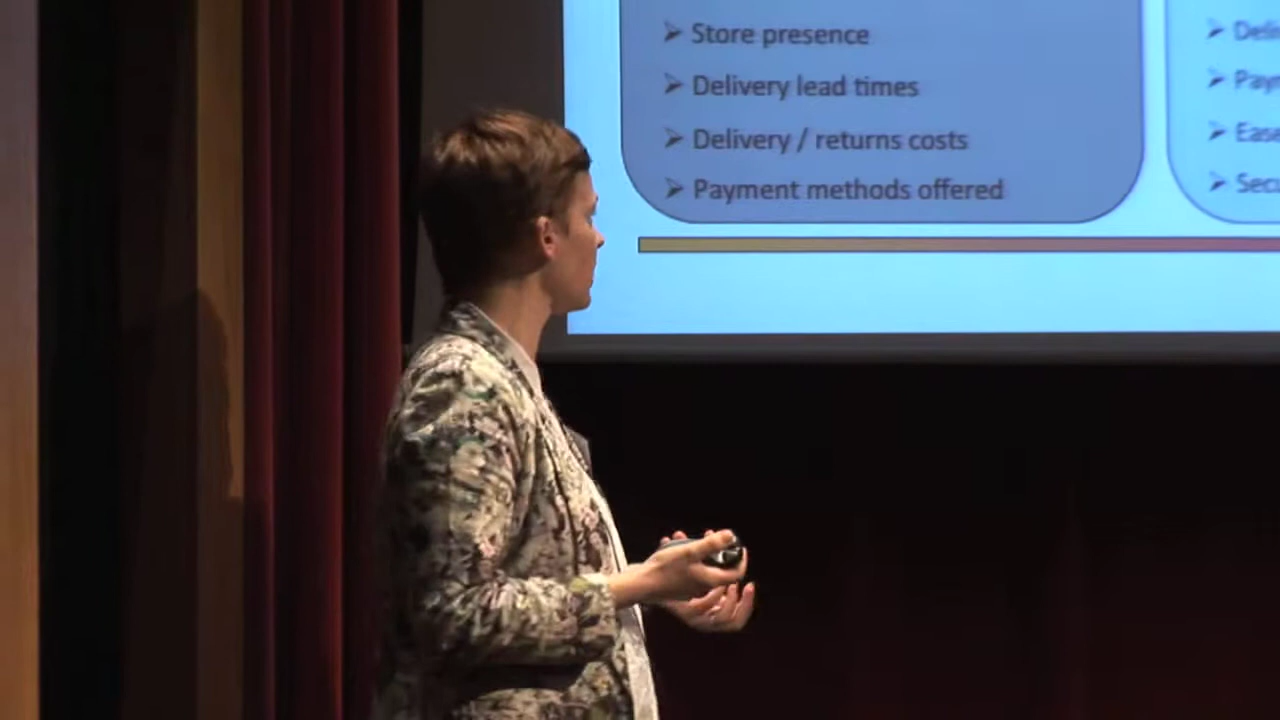 Store presence
Delivery lead times
Delivery / returns costs
Payment methods offered